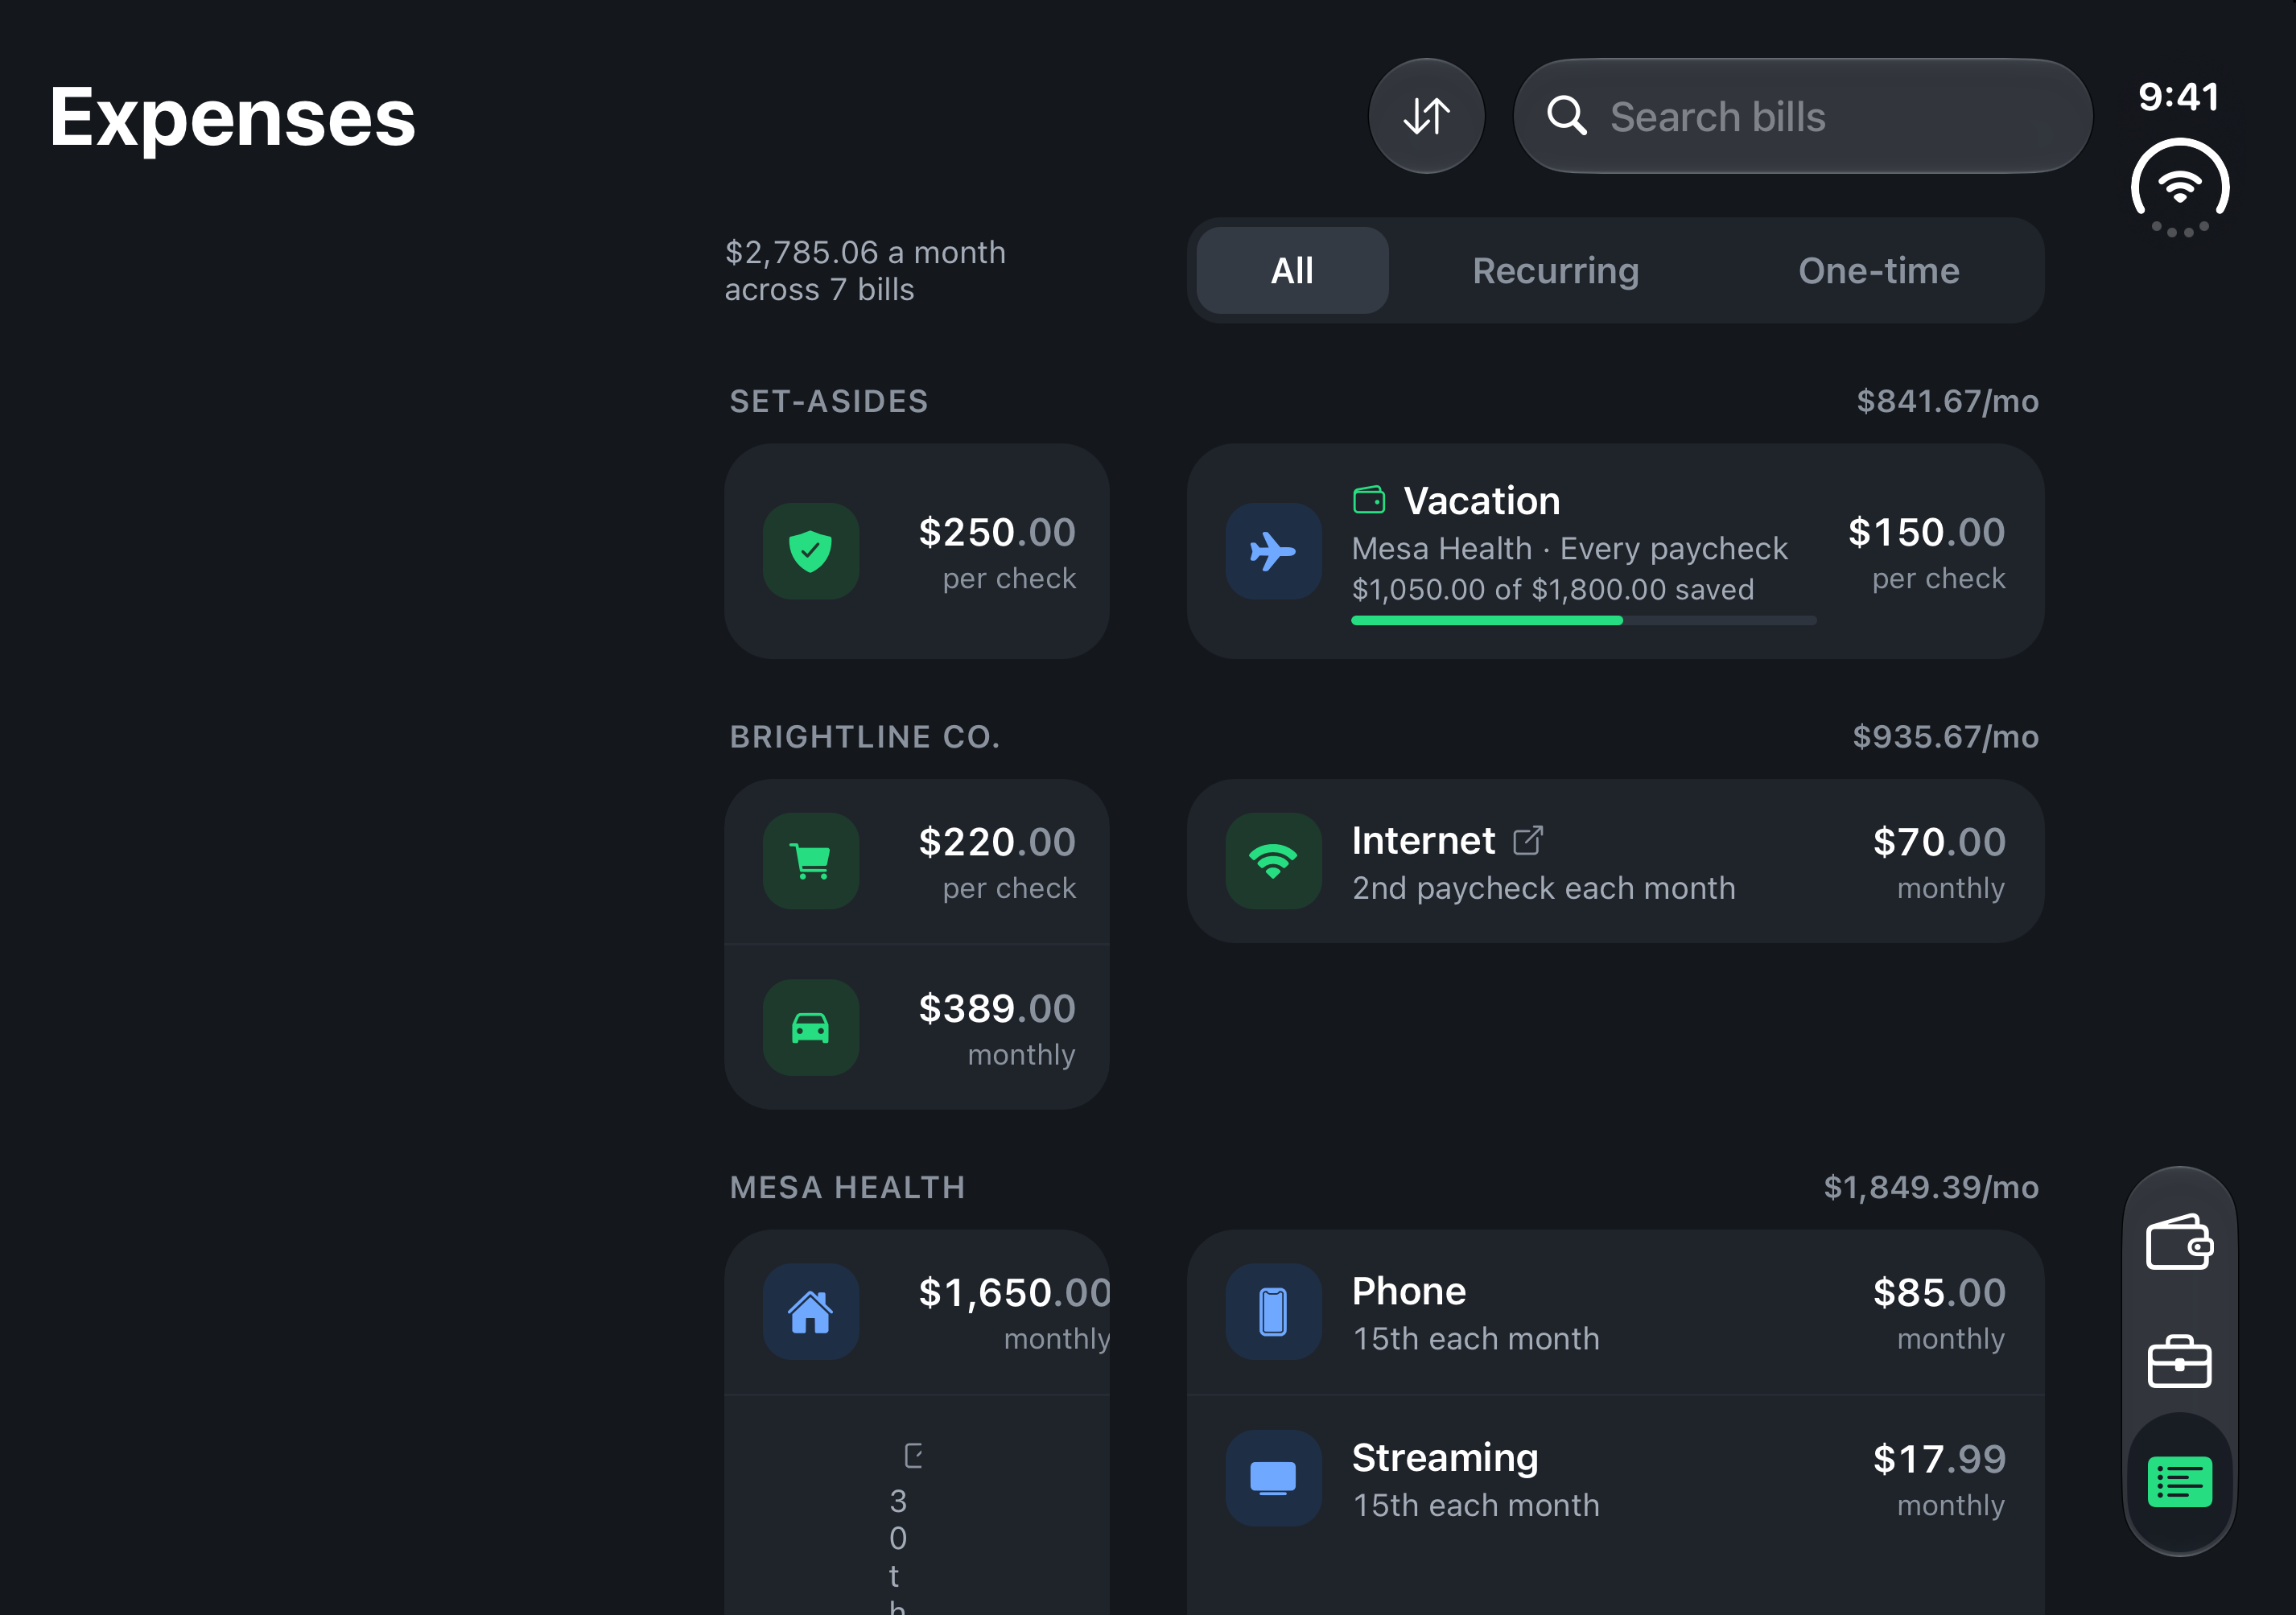 Expenses
Search bills
9:41
$2,785.06 a month
across 7 bills
All
Recurring
One-time
SET-ASIDES
$841.67/mo
$250.00
per check
Vacation
Mesa Health · Every paycheck
$1,050.00 of $1,800.00 saved
$150.00
per check
BRIGHTLINE CO.
$935.67/mo
$220.00
per check
$389.00
monthly
Internet
2nd paycheck each month
$70.00
monthly
MESA HEALTH
$1,849.39/mo
$1,650.00
monthly
3
0
t
h
Phone
15th each month
$85.00
monthly
Streaming
15th each month
$17.99
monthly